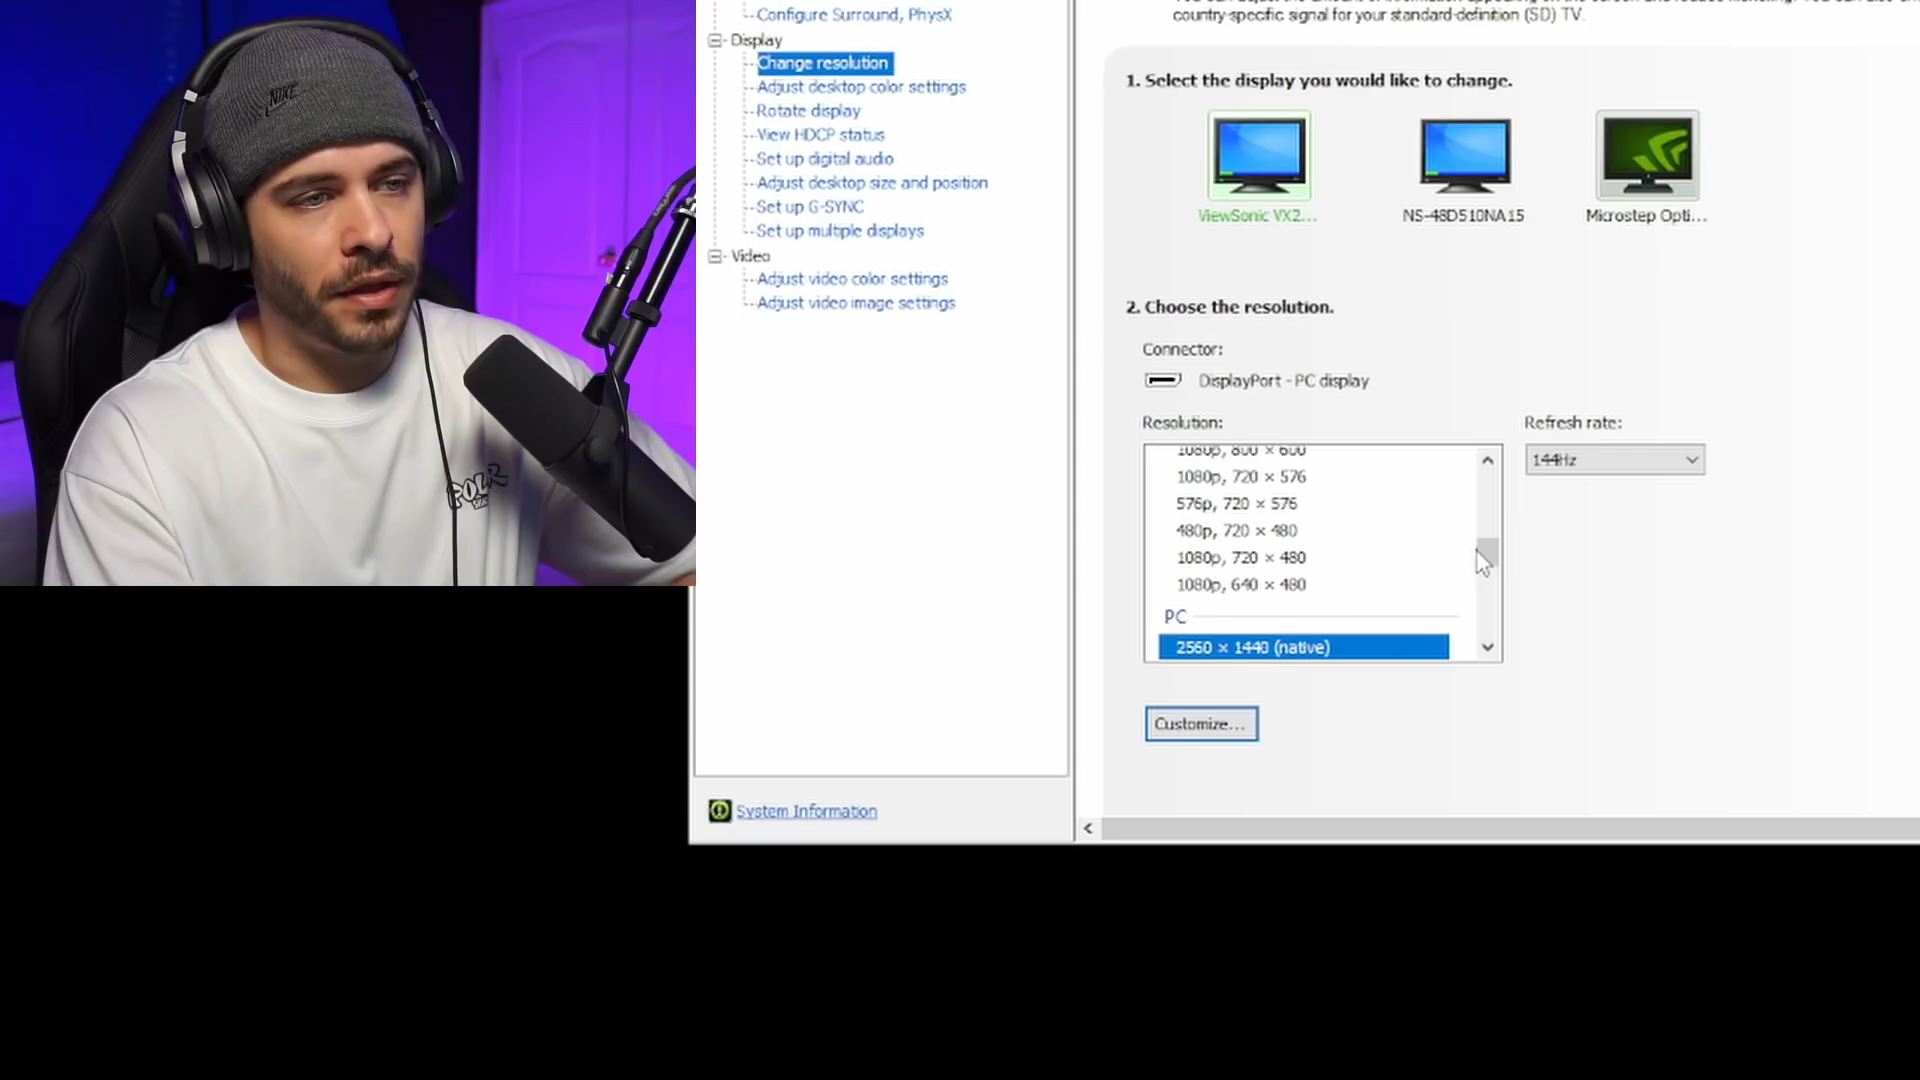 NIKE
POLR
Configure Surround, PhysX
Display
Change resolution
Adjust desktop color settings
Rotate display
View HDCP status
Set up digital audio
Adjust desktop size and position
Set up G-SYNC
Set up multiple displays
Video
Adjust video color settings
Adjust video image settings
System Information
country-specific signal for your standard-definition (SD) TV.
1. Select the display you would like to change.
ViewSonic VX2...
NS-48D510NA15
Microstep Opti...
2. Choose the resolution.
Connector:
DisplayPort - PC display
Resolution:
Refresh rate:
1080p, 800 × 600
144Hz
1080p, 720 × 576
576p, 720 × 576
480p, 720 × 480
1080p, 720 × 480
1080p, 640 × 480
PC
2560 × 1440 (native)
Customize...